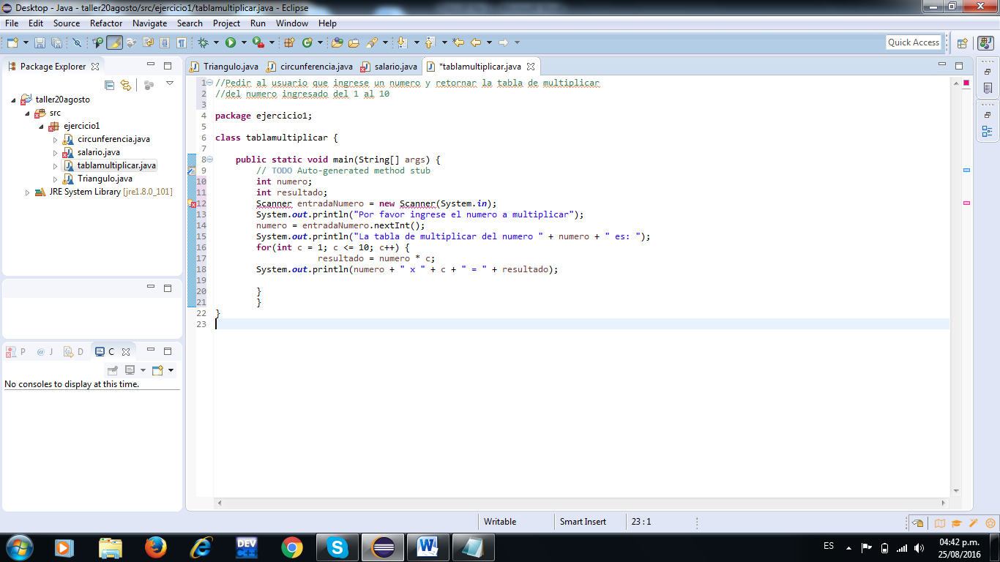 Desktop - Java - taller20agosto/src/ejercicio1/tablamultiplicar.java - Eclipse
File Edit Source Refactor Navigate Search Project Run Window Help
Quick Access
Package Explorer
Triangulo.java circunferencia.java salario.java *tablamultiplicar.java
taller20agosto
src
ejercicio1
circunferencia.java
salario.java
tablamultiplicar.java
Triangulo.java
JRE System Library [jre1.8.0_101]
P @ J D C
No consoles to display at this time.
1 //Pedir al usuario que ingrese un numero y retornar la tabla de multiplicar
2 //del numero ingresado del 1 al 10
3
4 package ejercicio1;
5
6 class tablamultiplicar {
7
8 public static void main(String[] args) {
9 // TODO Auto-generated method stub
10 int numero;
11 int resultado;
12 Scanner entradaNumero = new Scanner(System.in);
13 System.out.println("Por favor ingrese el numero a multiplicar");
14 numero = entradaNumero.nextInt();
15 System.out.println("La tabla de multiplicar del numero " + numero + " es: ");
16 for(int c = 1; c <= 10; c++) {
17 resultado = numero * c;
18 System.out.println(numero + " x " + c + " = " + resultado);
19
20 }
21 }
22 }
23
Writable Smart Insert 23 : 1
DEV C++
ES
04:42 p.m.
25/08/2016